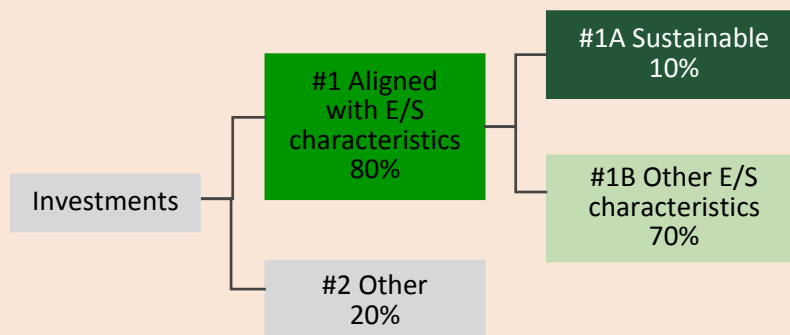 Investments
#1 Aligned
with E/S
characteristics
80%
#2 Other
20%
#1A Sustainable
10%
#1B Other E/S
characteristics
70%